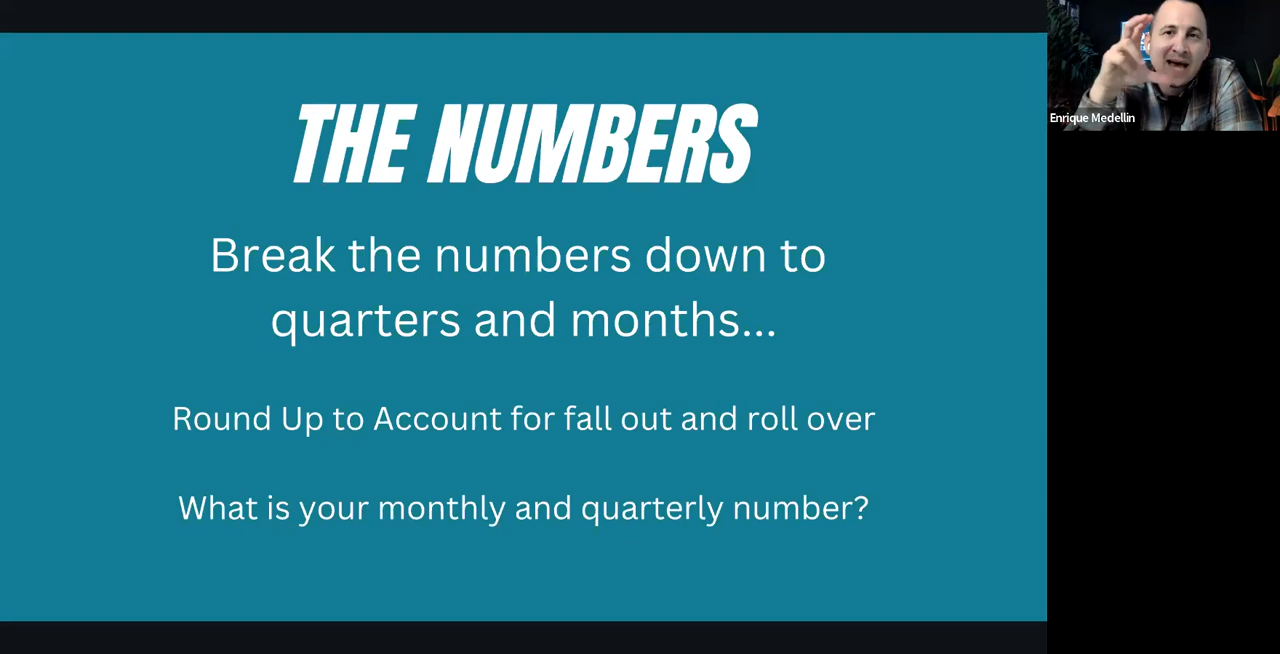 THE NUMBERS
Break the numbers down to
quarters and months...
Round Up to Account for fall out and roll over
What is your monthly and quarterly number?
Enrique Medellin